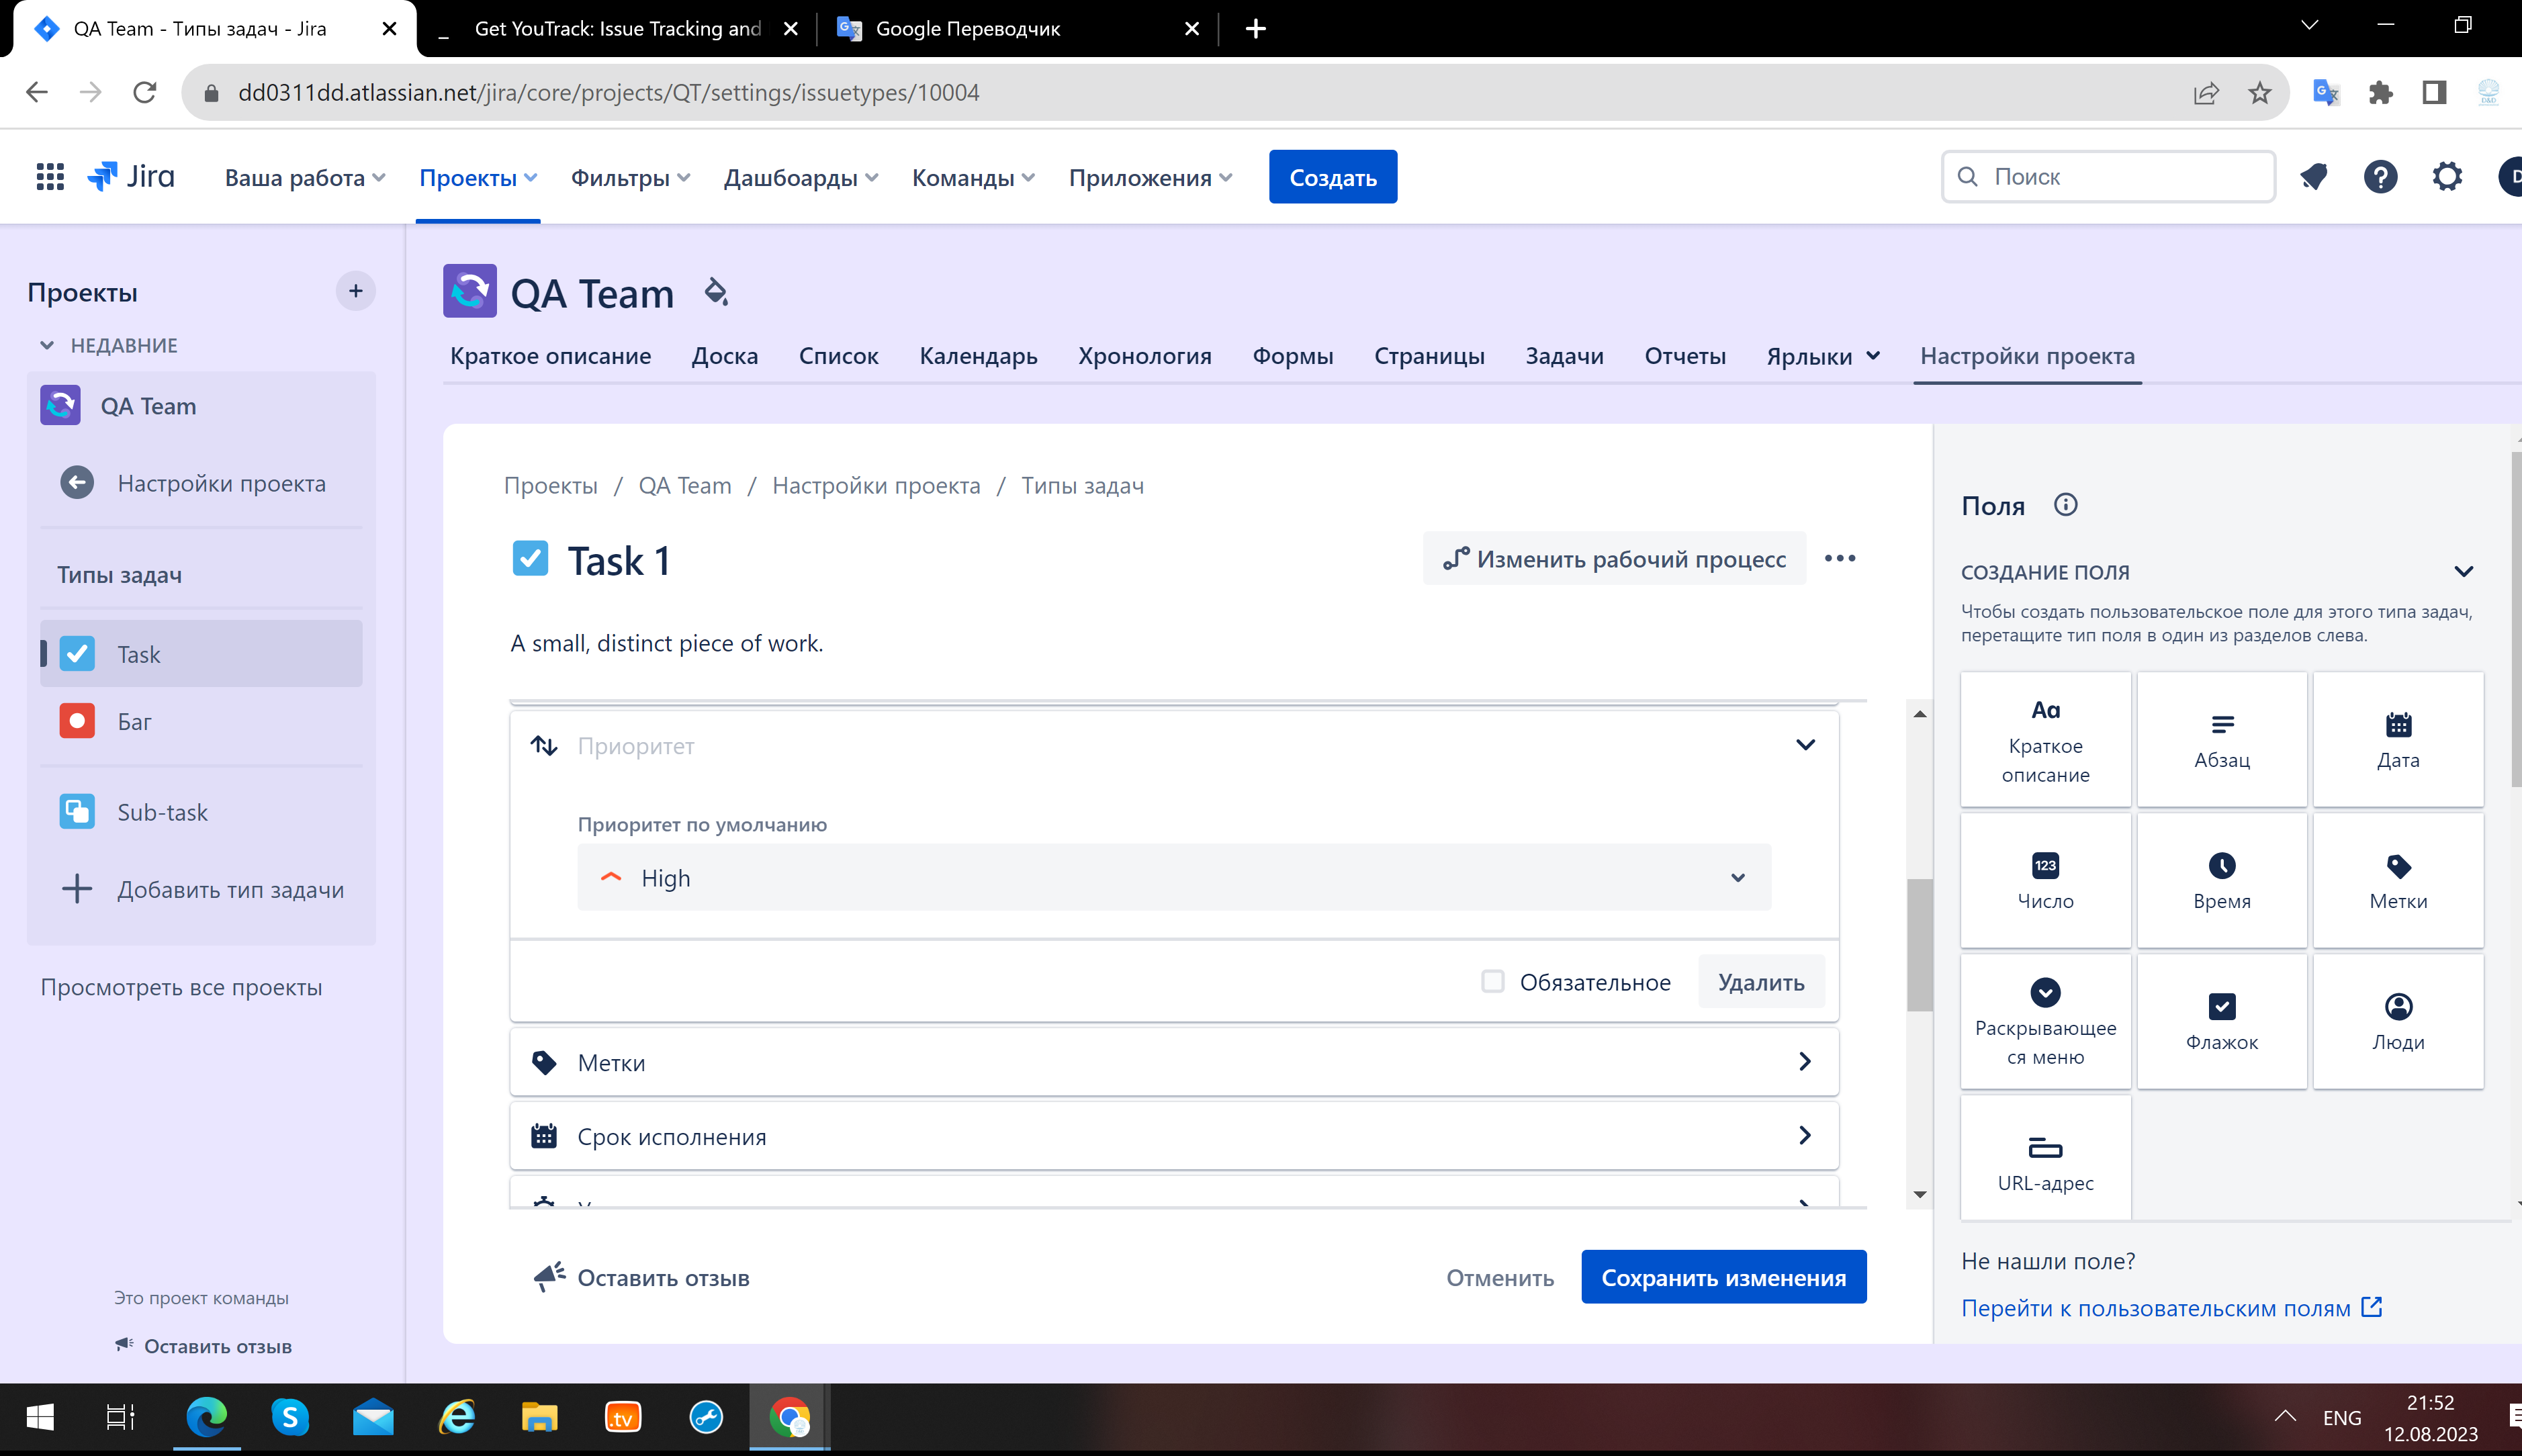 QA Team - Типы задач - Jira
Get YouTrack: Issue Tracking and
Google Переводчик
dd0311dd.atlassian.net/jira/core/projects/QT/settings/issuetypes/10004
Jira
Ваша работа
Проекты
Фильтры
Дашбоарды
Команды
Приложения
Создать
Поиск
D
Проекты
НЕДАВНИЕ
QA Team
Настройки проекта
Типы задач
Task
Баг
Sub-task
Добавить тип задачи
Просмотреть все проекты
Это проект команды
Оставить отзыв
QA Team
Краткое описание
Доска
Список
Календарь
Хронология
Формы
Страницы
Задачи
Отчеты
Ярлыки
Настройки проекта
Проекты / QA Team / Настройки проекта / Типы задач
Task 1
Изменить рабочий процесс
A small, distinct piece of work.
Приоритет
Приоритет по умолчанию
High
Обязательное
Удалить
Метки
Срок исполнения
Оставить отзыв
Отменить
Сохранить изменения
Поля
СОЗДАНИЕ ПОЛЯ
Чтобы создать пользовательское поле для этого типа задач,
перетащите тип поля в один из разделов слева.
Aa
Краткое
описание
Абзац
Дата
123
Число
Время
Метки
Раскрывающее
ся меню
Флажок
Люди
URL-адрес
Не нашли поле?
Перейти к пользовательским полям
.tv
ENG
21:52
12.08.2023